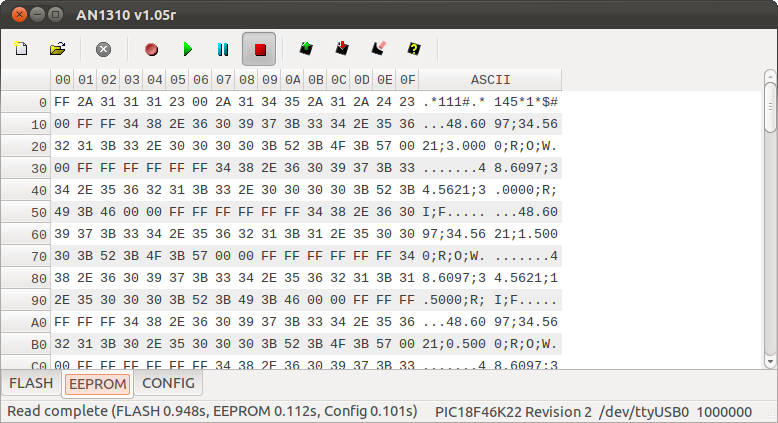 AN1310 v1.05r
00 01 02 03 04 05 06 07 08 09 0A 0B 0C 0D 0E 0F ASCII
0 FF 2A 31 31 31 23 00 2A 31 34 35 2A 31 2A 24 23 .*111#.* 145*1*$#
10 00 FF FF 34 38 2E 36 30 39 37 3B 33 34 2E 35 36 ...48.60 97;34.56
20 32 31 3B 33 2E 30 30 30 30 3B 52 3B 4F 3B 57 00 21;3.000 0;R;O;W.
30 00 FF FF FF FF FF FF 34 38 2E 36 30 39 37 3B 33 .......4 8.6097;3
40 34 2E 35 36 32 31 3B 33 2E 30 30 30 30 3B 52 3B 4.5621;3 .0000;R;
50 49 3B 46 00 00 FF FF FF FF FF FF 34 38 2E 36 30 I;F..... ...48.60
60 39 37 3B 33 34 2E 35 36 32 31 3B 31 2E 35 30 30 97;34.56 21;1.500
70 30 3B 52 3B 4F 3B 57 00 00 FF FF FF FF FF FF 34 0;R;O;W. .......4
80 38 2E 36 30 39 37 3B 33 34 2E 35 36 32 31 3B 31 8.6097;3 4.5621;1
90 2E 35 30 30 30 3B 52 3B 49 3B 46 00 00 FF FF FF .5000;R; I;F.....
A0 FF FF FF 34 38 2E 36 30 39 37 3B 33 34 2E 35 36 ...48.60 97;34.56
B0 32 31 3B 30 2E 35 30 30 30 3B 52 3B 4F 3B 57 00 21;0.500 0;R;O;W.
C0 00 FF FF FF FF FF FF 34 38 2E 36 30 39 37 3B 33 .......4 8.6097;3
FLASH EEPROM CONFIG
Read complete (FLASH 0.948s, EEPROM 0.112s, Config 0.101s) PIC18F46K22 Revision 2 /dev/ttyUSB0 1000000